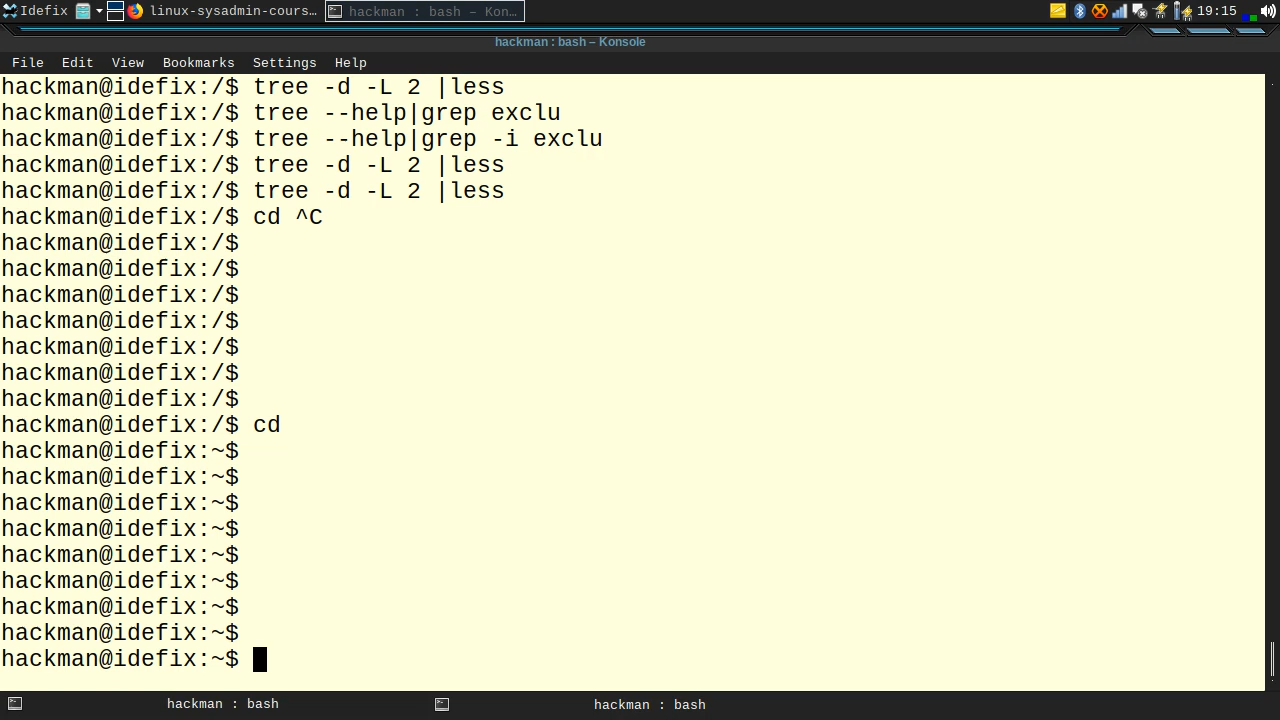 Idefix linux-sysadmin-cours… hackman : bash – Kon… 19:15
hackman : bash – Konsole
File Edit View Bookmarks Settings Help
hackman@idefix:/$ tree -d -L 2 |less
hackman@idefix:/$ tree --help|grep exclu
hackman@idefix:/$ tree --help|grep -i exclu
hackman@idefix:/$ tree -d -L 2 |less
hackman@idefix:/$ tree -d -L 2 |less
hackman@idefix:/$ cd ^C
hackman@idefix:/$
hackman@idefix:/$
hackman@idefix:/$
hackman@idefix:/$
hackman@idefix:/$
hackman@idefix:/$
hackman@idefix:/$
hackman@idefix:/$ cd
hackman@idefix:~$
hackman@idefix:~$
hackman@idefix:~$
hackman@idefix:~$
hackman@idefix:~$
hackman@idefix:~$
hackman@idefix:~$
hackman@idefix:~$
hackman@idefix:~$
hackman : bash hackman : bash